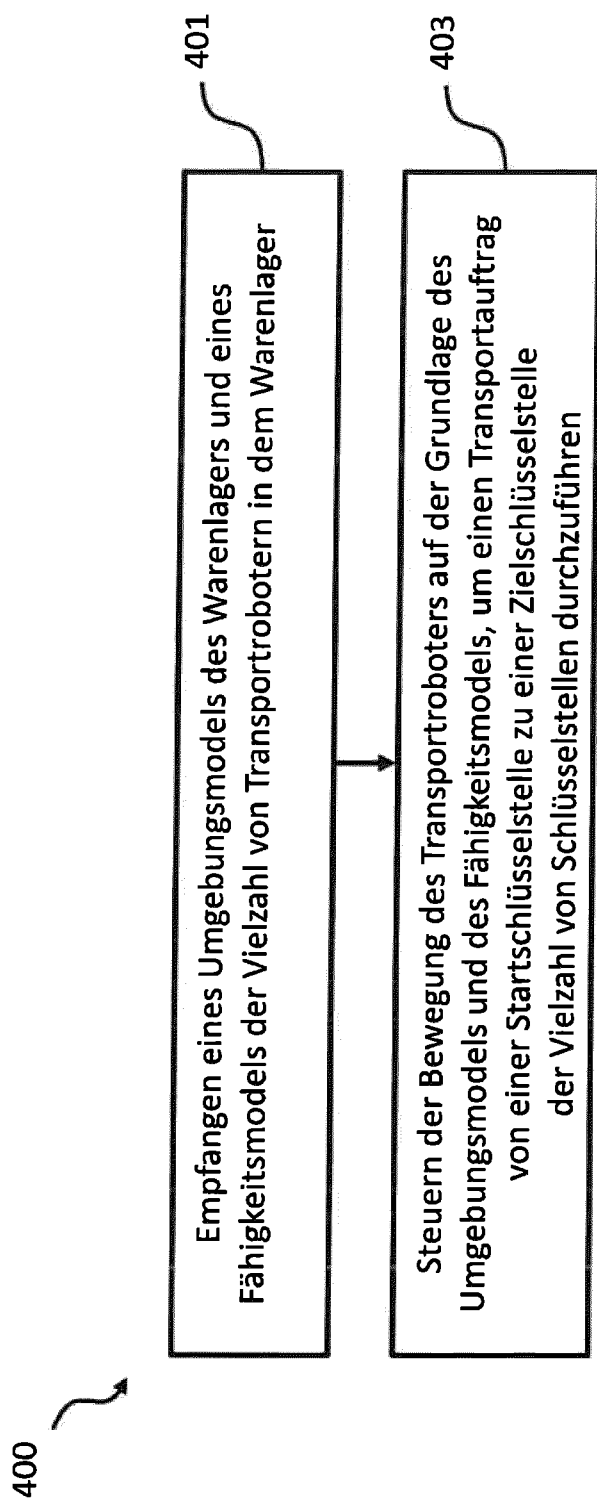 400
401
Empfangen eines Umgebungsmodels des Warenlagers und eines
Fähigkeitsmodels der Vielzahl von Transportrobotern in dem Warenlager
403
Steuern der Bewegung des Transportroboters auf der Grundlage des
Umgebungsmodels und des Fähigkeitsmodels, um einen Transportauftrag
von einer Startschlüsselstelle zu einer Zielschlüsselstelle
der Vielzahl von Schlüsselstellen durchzuführen